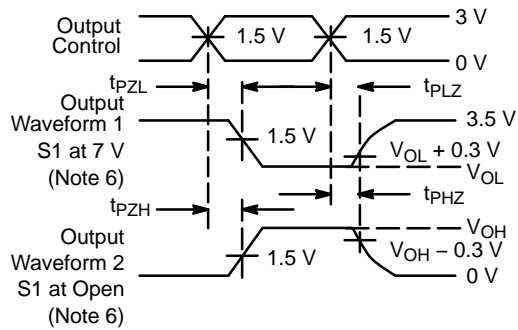 Output
Control
1.5 V
1.5 V
3 V
0 V
tPZL
tPLZ
Output
Waveform 1
S1 at 7 V
(Note 6)
1.5 V
3.5 V
VOL + 0.3 V
VOL
tPZH
tPHZ
Output
Waveform 2
S1 at Open
(Note 6)
1.5 V
VOH
VOH – 0.3 V
0 V